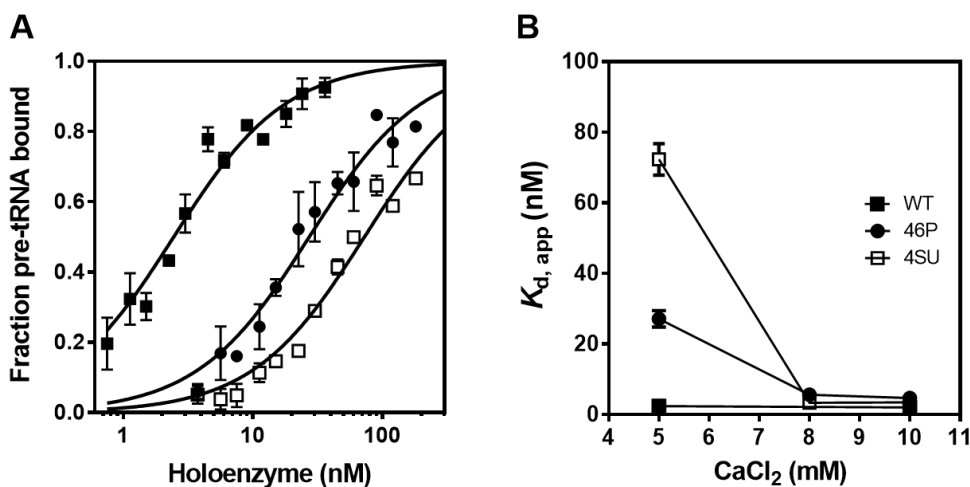 A
Fraction pre-tRNA bound
1.0
0.8
0.6
0.4
0.2
0.0
1
10
100
Holoenzyme (nM)
B
K_d, app (nM)
100
80
60
40
20
0
WT
46P
4SU
4
5
6
7
8
9
10
11
CaCl₂ (mM)